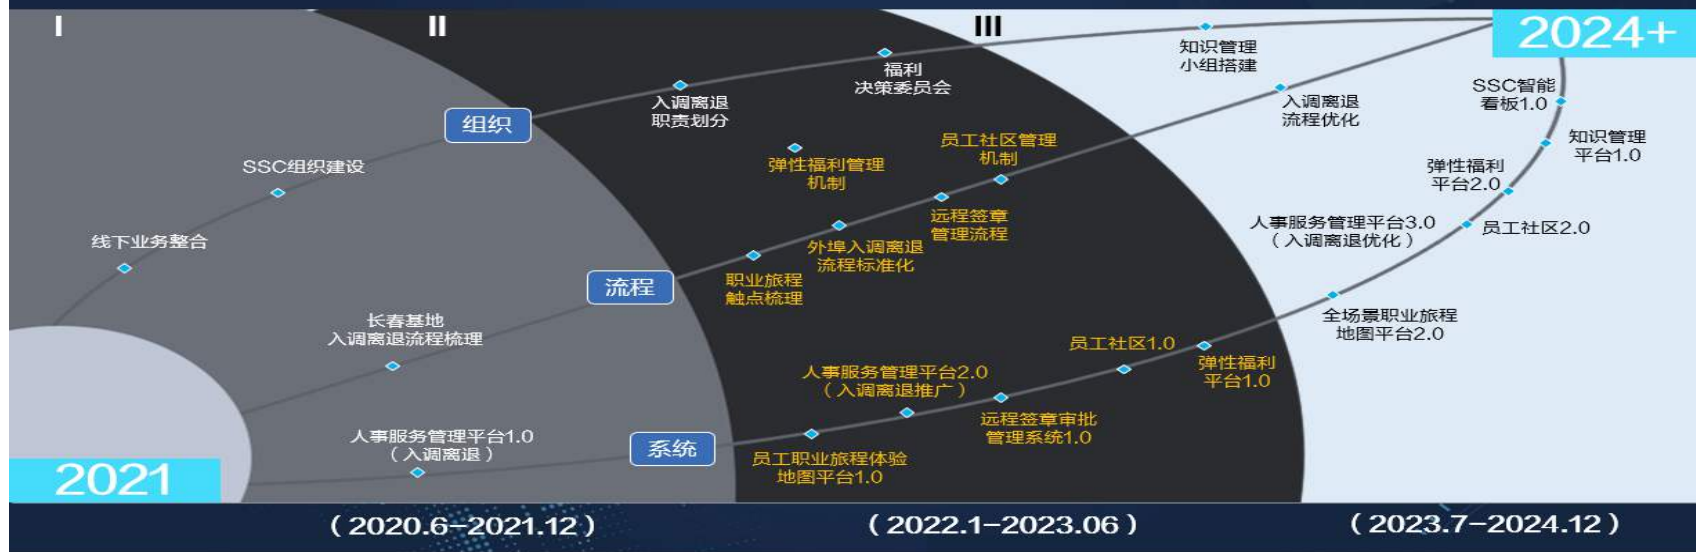 I
II
III
2024+
知识管理
小组搭建
福利
决策委员会
入调离退
职责划分
组织
SSC组织建设
线下业务整合
SSC智能
看板1.0
入调离退
流程优化
知识管理
平台1.0
弹性福利
平台2.0
人事服务管理平台3.0
（入调离退优化）
员工社区2.0
全场景职业旅程
地图平台2.0
员工社区管理
机制
弹性福利管理
机制
远程签章
管理流程
外埠入调离退
流程标准化
职业旅程
触点梳理
流程
长春基地
入调离退流程梳理
员工社区1.0
弹性福利
平台1.0
人事服务管理平台2.0
（入调离退推广）
远程签章审批
管理系统1.0
员工职业旅程体验
地图平台1.0
系统
人事服务管理平台1.0
（入调离退）
2021
（2020.6-2021.12）
（2022.1-2023.06）
（2023.7-2024.12）